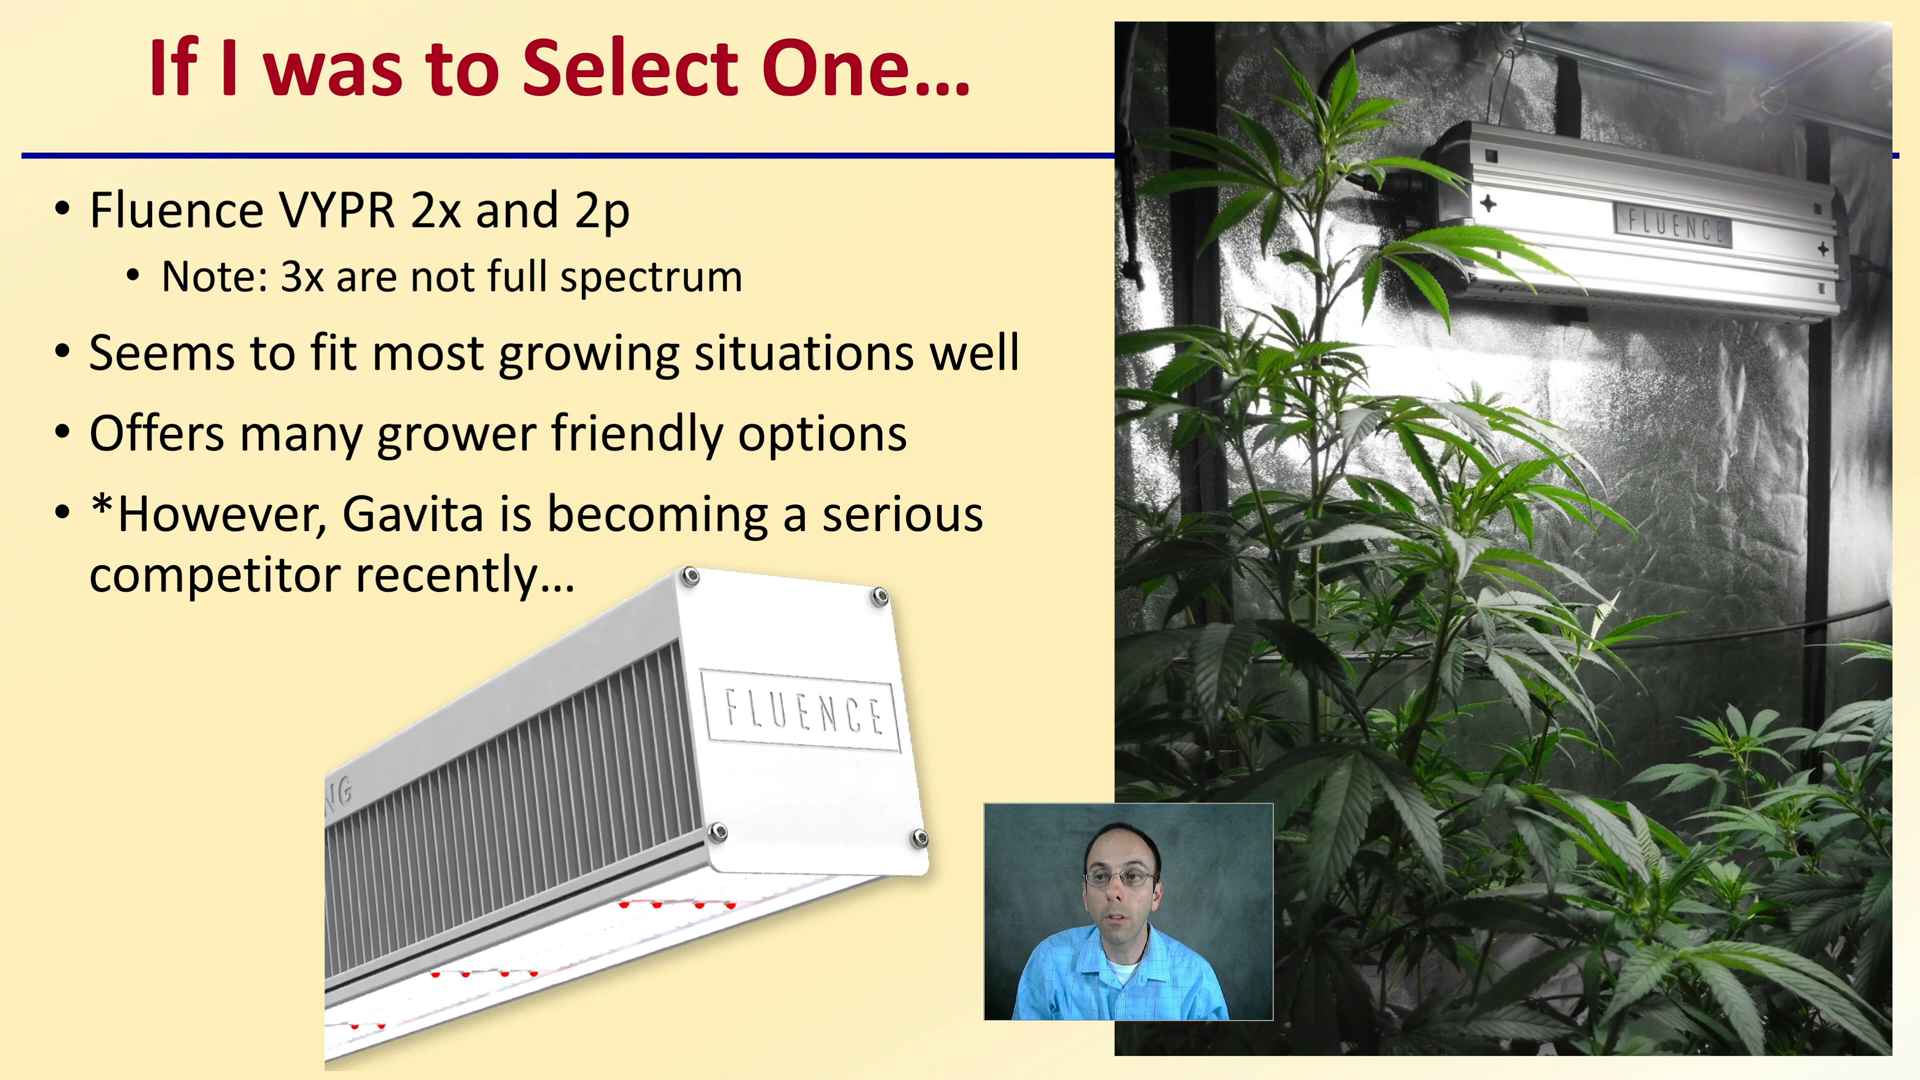 If I was to Select One…
• Fluence VYPR 2x and 2p
• Note: 3x are not full spectrum
• Seems to fit most growing situations well
• Offers many grower friendly options
• *However, Gavita is becoming a serious
competitor recently…
FLUENCE
FLUENCE
NG